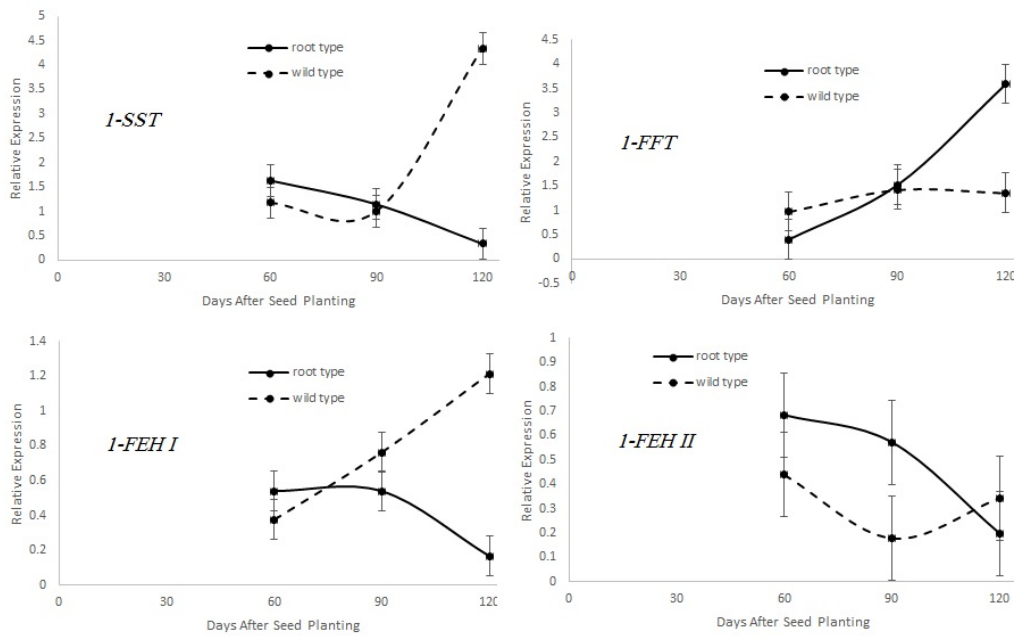 5
4.5
4
3.5
3
2.5
2
1.5
1
0.5
0
Relative Expression
root type
wild type
1-SST
0 30 60 90 120
Days After Seed Planting
4.5
4
3.5
3
2.5
2
1.5
1
0.5
0
-0.5
Relative Expression
root type
wild type
1-FFT
0 30 60 90 120
Days After Seed Planting
1.4
1.2
1
0.8
0.6
0.4
0.2
0
Relative Expression
root type
wild type
1-FEH I
0 30 60 90 120
Days After Seed Planting
1
0.9
0.8
0.7
0.6
0.5
0.4
0.3
0.2
0.1
0
Relative Expression
root type
wild type
1-FEH II
0 30 60 90 120
Days After Seed Planting